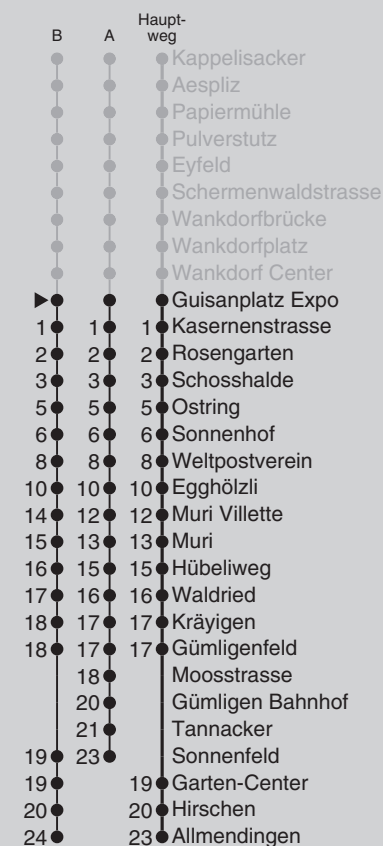 Haupt-
B A weg
Kappelisacker
Aespliz
Papiermühle
Pulverstutz
Eyfeld
Schermenwaldstrasse
Wankdorfbrücke
Wankdorfplatz
Wankdorf Center
Guisanplatz Expo
1 1 1 Kasernenstrasse
2 2 2 Rosengarten
3 3 3 Schosshalde
5 5 5 Ostring
6 6 6 Sonnenhof
8 8 8 Weltpostverein
10 10 10 Egghölzli
14 12 12 Muri Villette
15 13 13 Muri
16 15 15 Hübeliweg
17 16 16 Waldried
18 17 17 Kräyigen
18 17 17 Gümligenfeld
18 Moosstrasse
20 Gümligen Bahnhof
21 Tannacker
19 23 Sonnenfeld
19 19 Garten-Center
20 20 Hirschen
24 23 Allmendingen